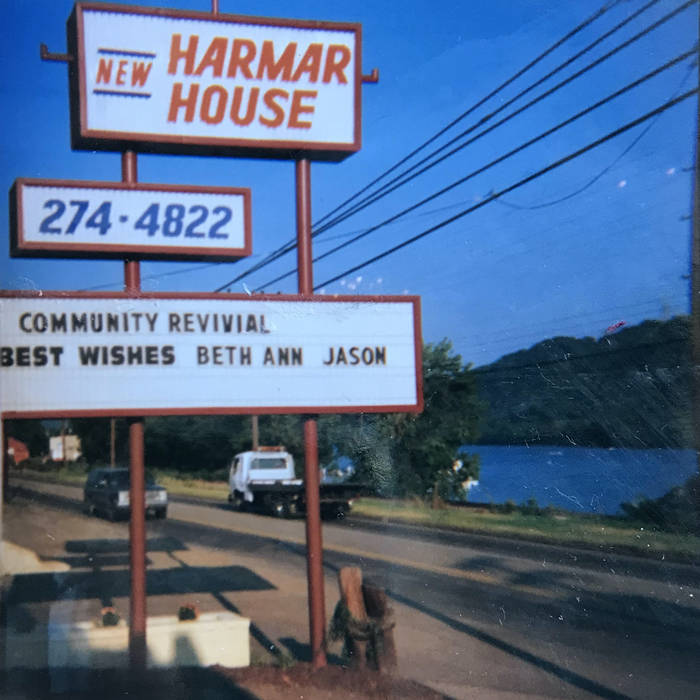 NEW HARMAR
HOUSE
274-4822
COMMUNITY REVIVIAL
BEST WISHES BETH ANN JASON